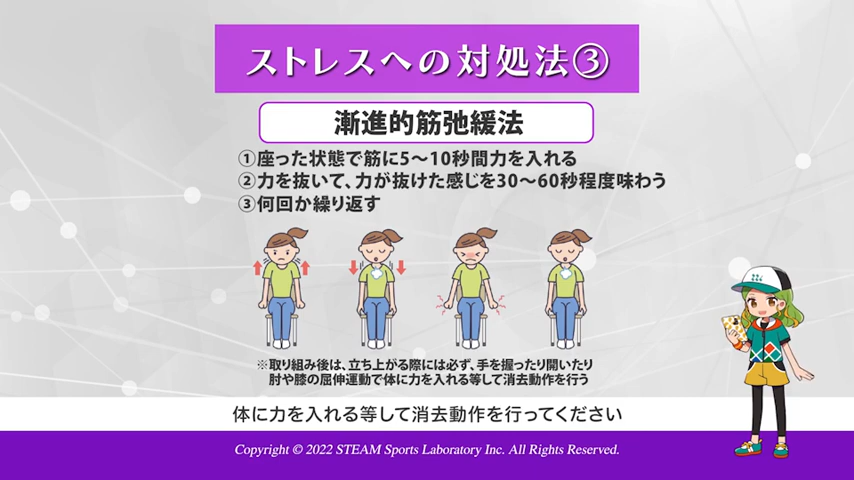 ストレスへの対処法③
漸進的筋弛緩法
①座った状態で筋に5〜10秒間力を入れる
②力を抜いて、力が抜けた感じを30〜60秒程度味わう
③何回か繰り返す
※取り組み後は、立ち上がる際には必ず、手を握ったり開いたり
肘や膝の屈伸運動で体に力を入れる等して消去動作を行う
体に力を入れる等して消去動作を行ってください
Copyright © 2022 STEAM Sports Laboratory Inc. All Rights Reserved.